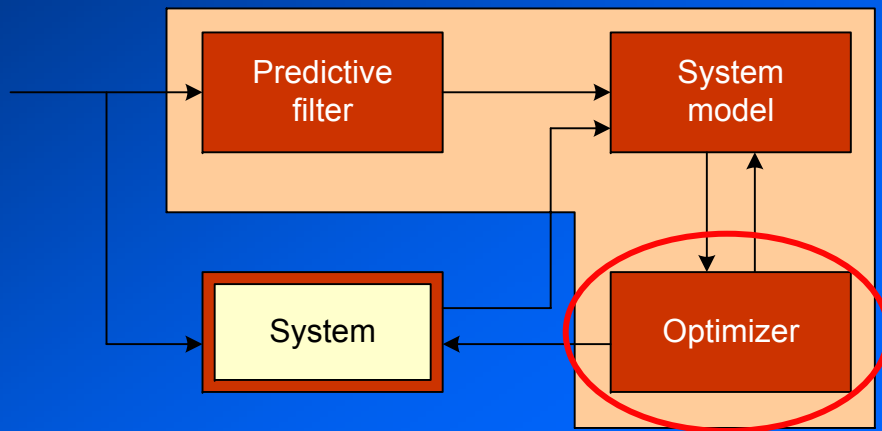 Predictive
filter
System
model
System
Optimizer